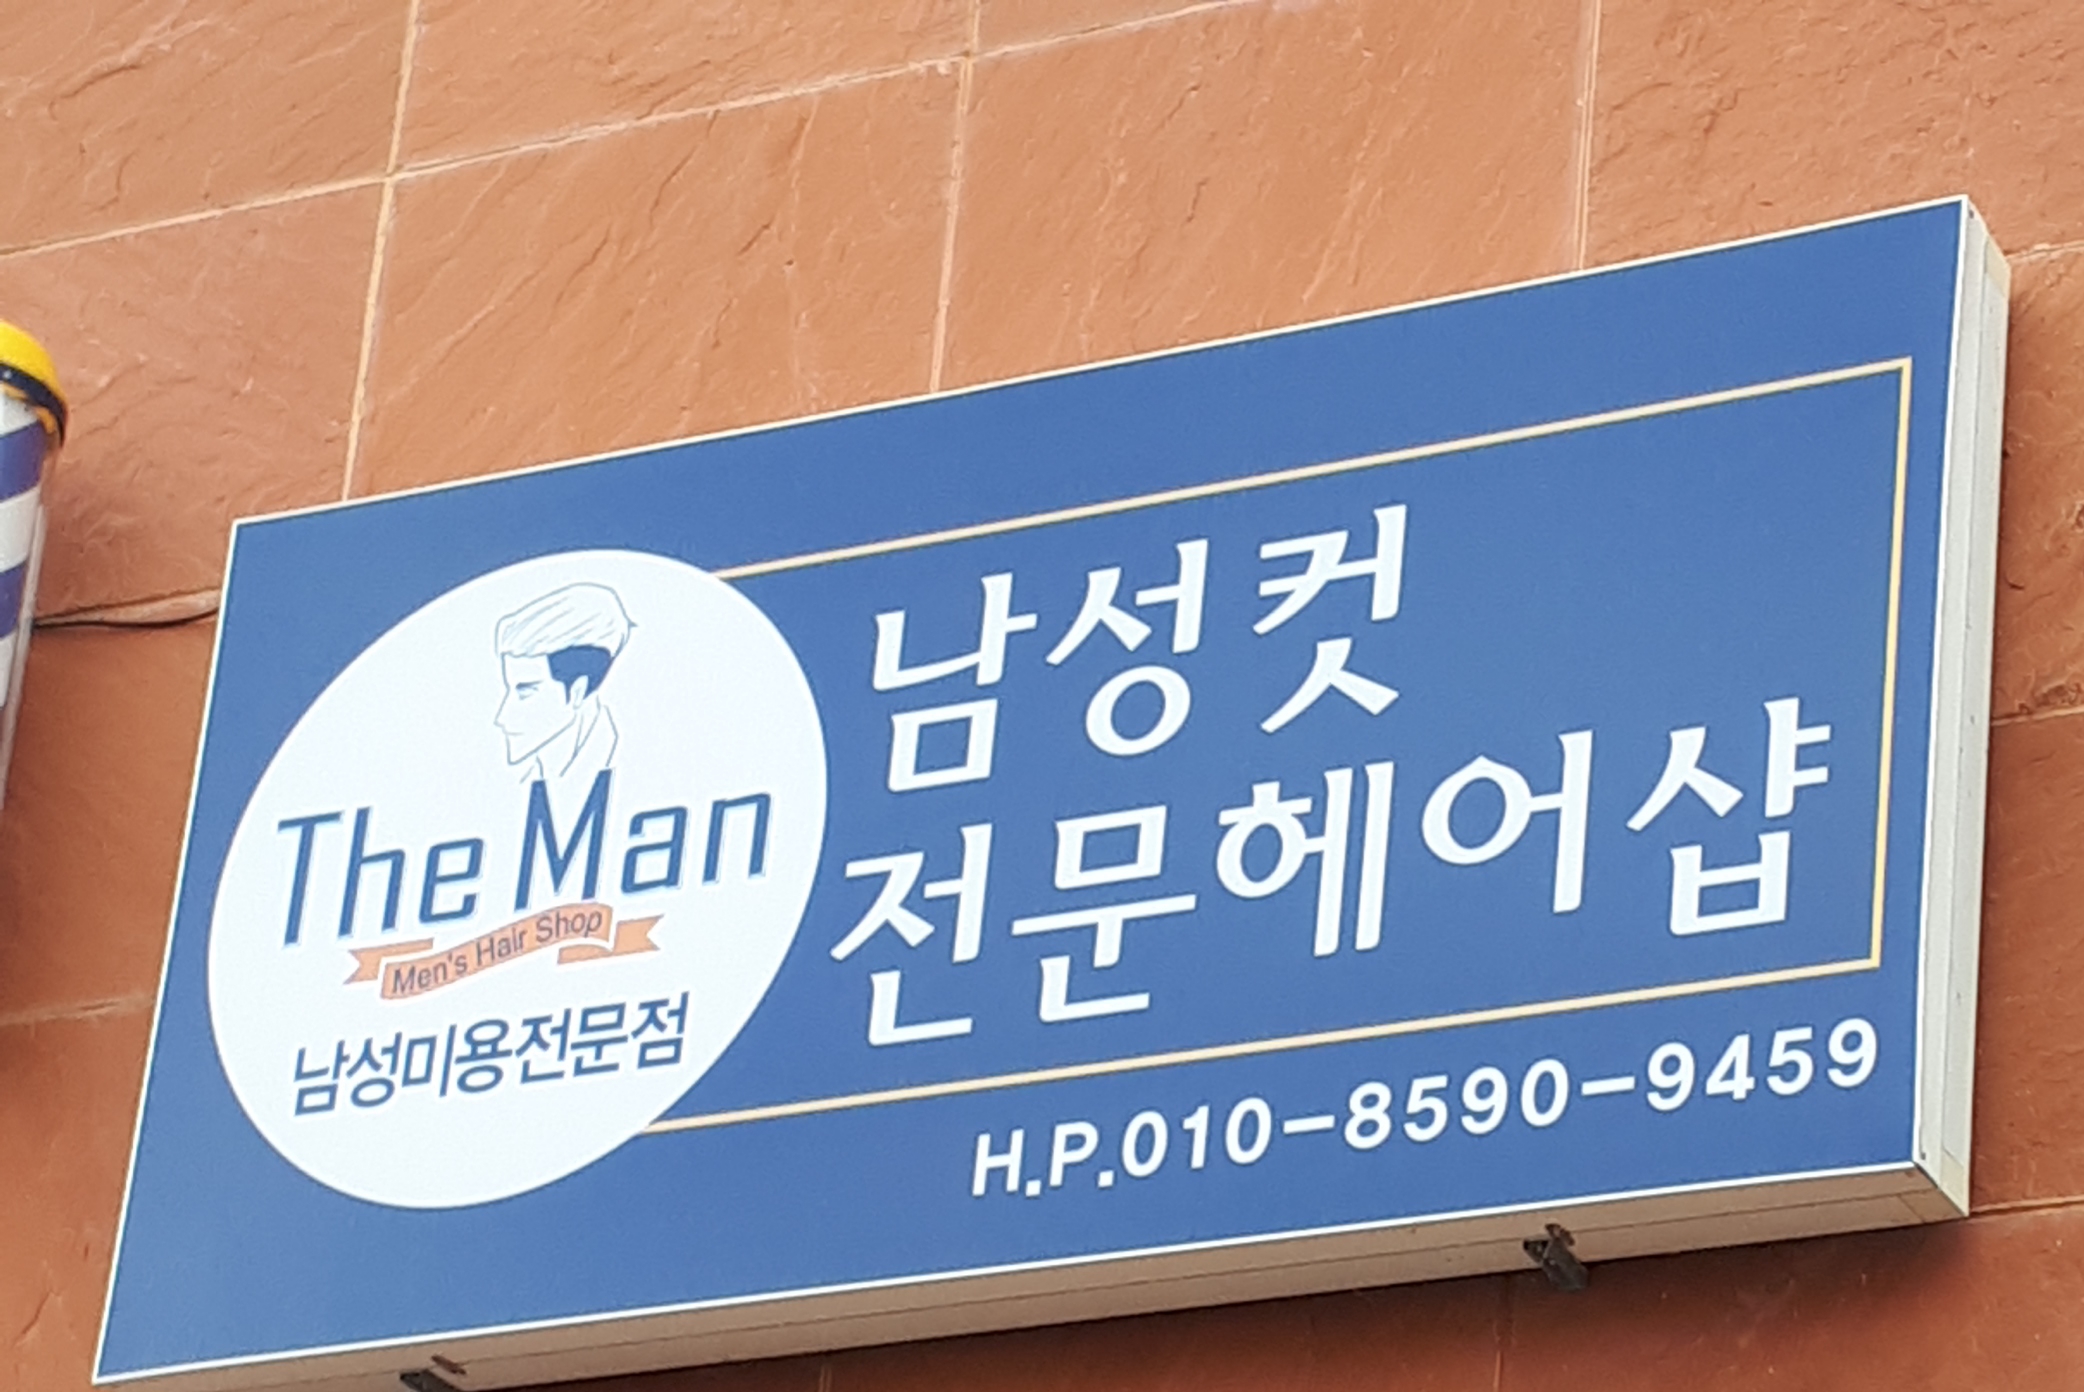 The Man
Men's Hair Shop
남성미용전문점
남성컷
전문헤어샵
H.P.010-8590-9459